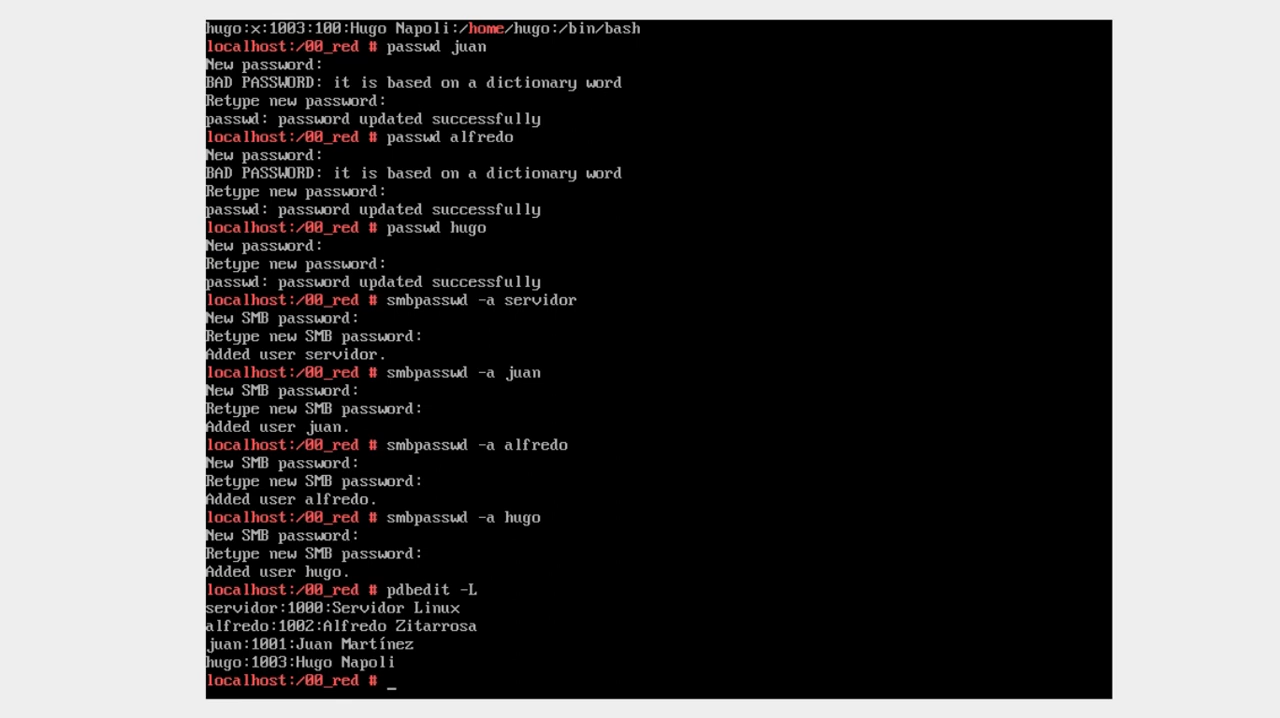 hugo:x:1003:100:Hugo Napoli:/home/hugo:/bin/bash
localhost:/00_red # passwd juan
New password:
BAD PASSWORD: it is based on a dictionary word
Retype new password:
passwd: password updated successfully
localhost:/00_red # passwd alfredo
New password:
BAD PASSWORD: it is based on a dictionary word
Retype new password:
passwd: password updated successfully
localhost:/00_red # passwd hugo
New password:
Retype new password:
passwd: password updated successfully
localhost:/00_red # smbpasswd -a servidor
New SMB password:
Retype new SMB password:
Added user servidor.
localhost:/00_red # smbpasswd -a juan
New SMB password:
Retype new SMB password:
Added user juan.
localhost:/00_red # smbpasswd -a alfredo
New SMB password:
Retype new SMB password:
Added user alfredo.
localhost:/00_red # smbpasswd -a hugo
New SMB password:
Retype new SMB password:
Added user hugo.
localhost:/00_red # pdbedit -L
servidor:1000:Servidor Linux
alfredo:1002:Alfredo Zitarrosa
juan:1001:Juan Martínez
hugo:1003:Hugo Napoli
localhost:/00_red # _